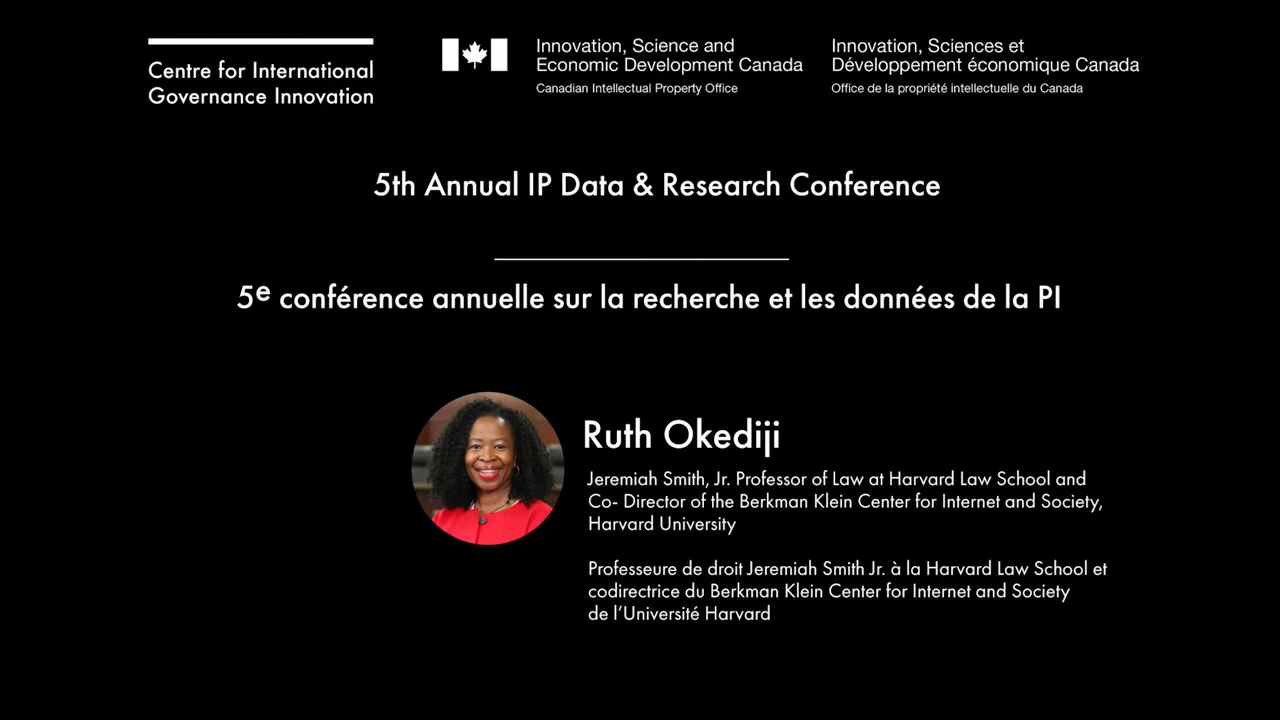 Centre for International
Governance Innovation
Innovation, Science and
Economic Development Canada
Canadian Intellectual Property Office
Innovation, Sciences et
Développement économique Canada
Office de la propriété intellectuelle du Canada
5th Annual IP Data & Research Conference
5e conférence annuelle sur la recherche et les données de la PI
Ruth Okediji
Jeremiah Smith, Jr. Professor of Law at Harvard Law School and
Co- Director of the Berkman Klein Center for Internet and Society,
Harvard University
Professeure de droit Jeremiah Smith Jr. à la Harvard Law School et
codirectrice du Berkman Klein Center for Internet and Society
de l’Université Harvard